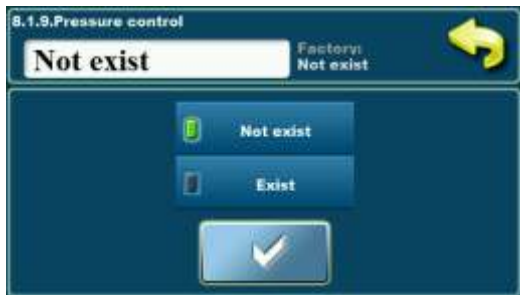 8.1.9.Pressure control
Not exist
Factory:
Not exist
Not exist
Exist